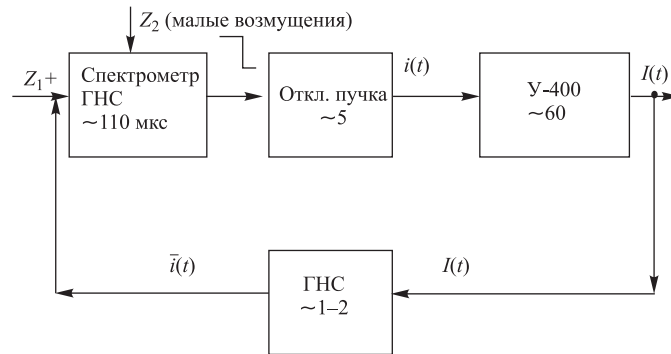 Z₂ (малые возмущения)
Z₁+
Спектрометр
ГНС
~110 мкс
Откл. пучка
~5
i(t)
У-400
~60
I(t)
ī(t)
ГНС
~1–2
I(t)